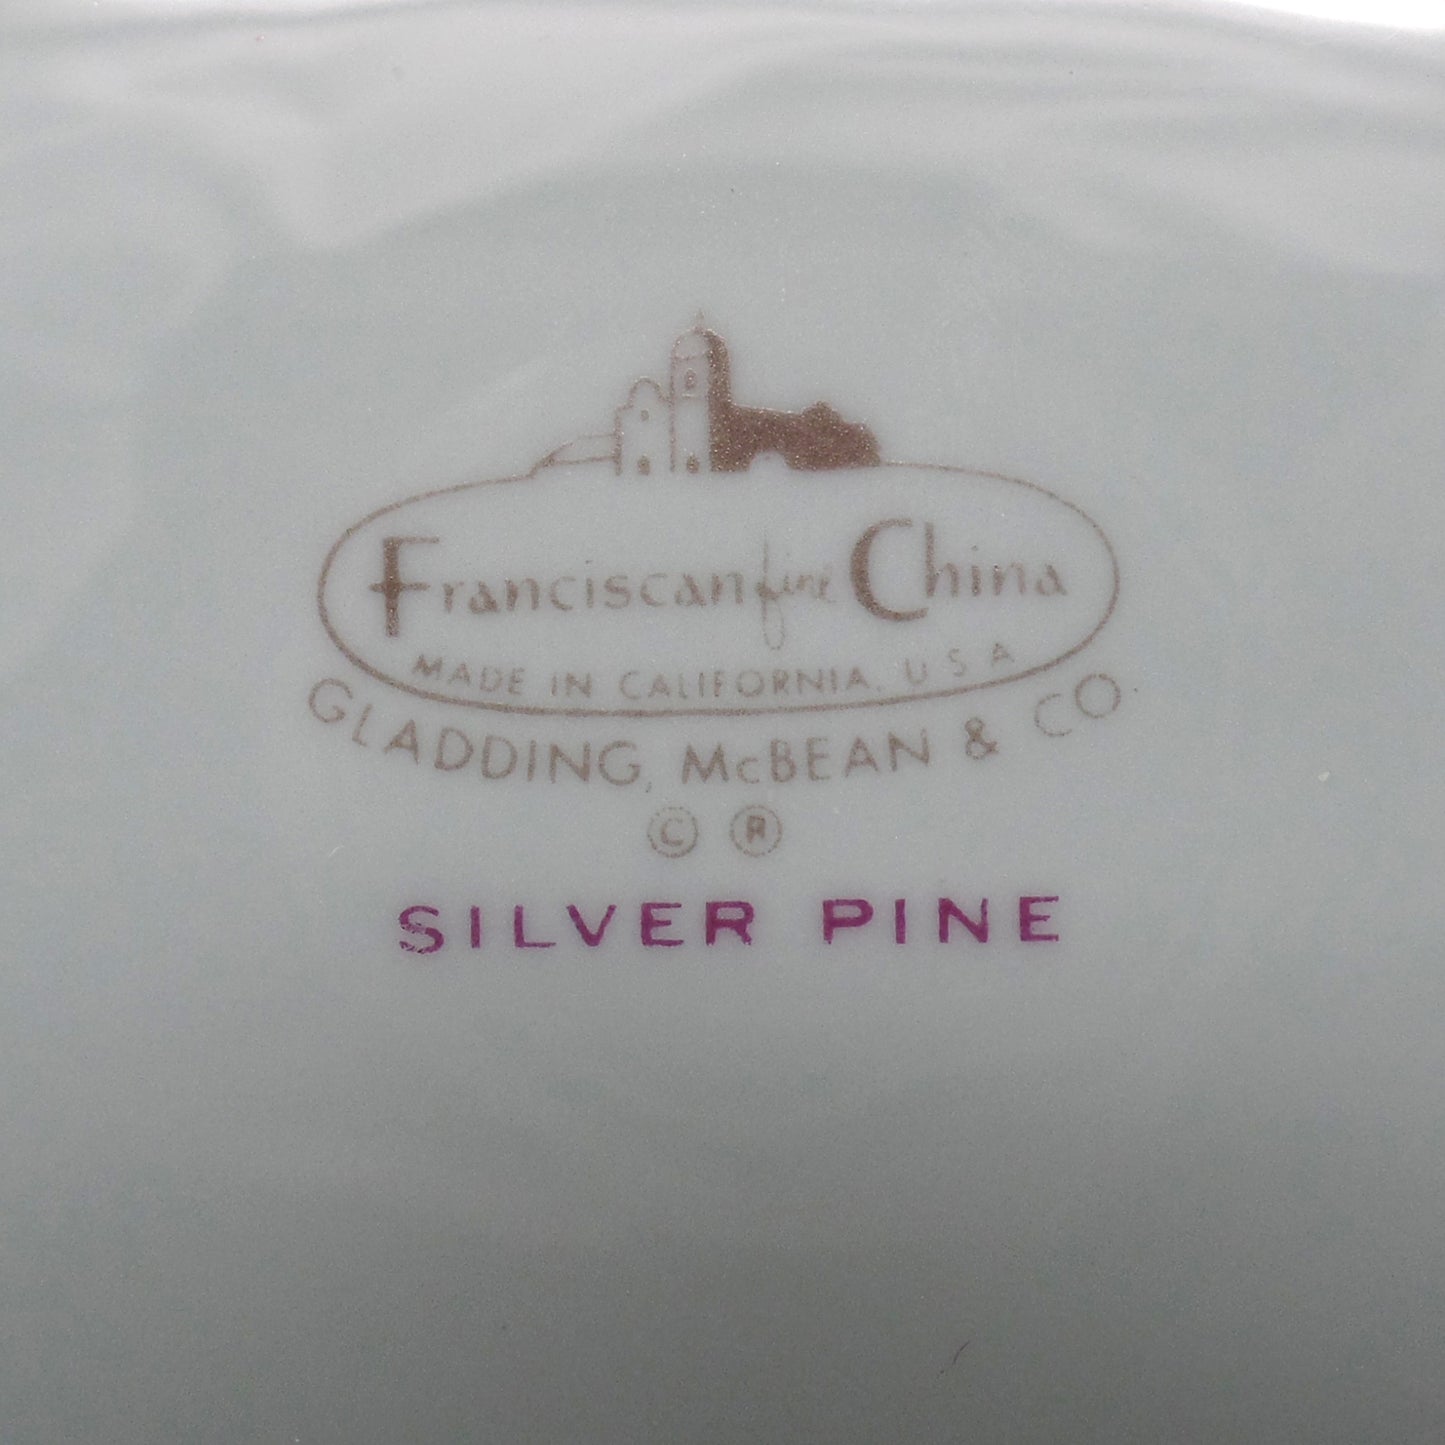 Franciscan fine China
MADE IN CALIFORNIA, U S A
GLADDING, McBEAN & CO.
© ®
SILVER PINE